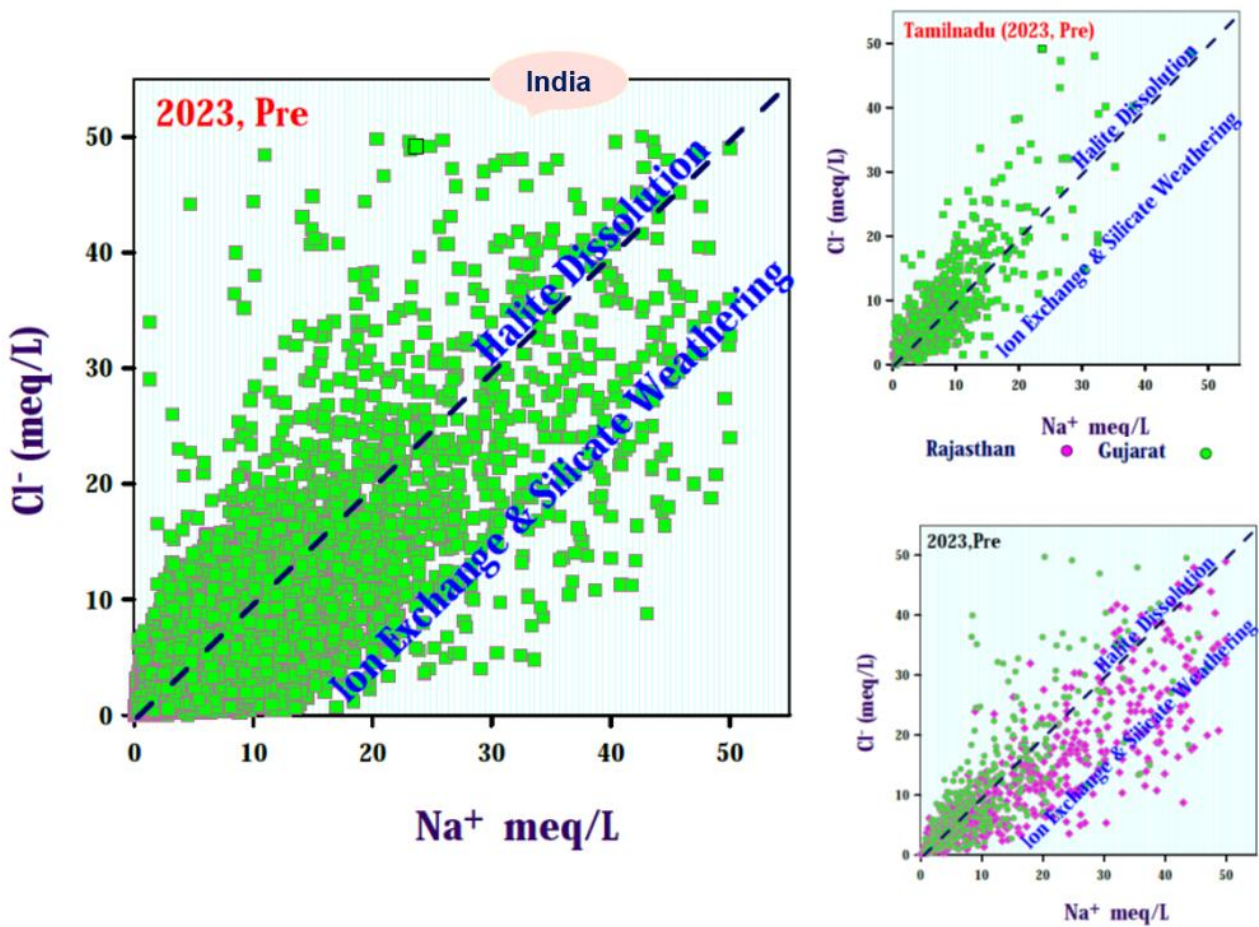 India
2023, Pre
50
40
30
20
10
0
0 10 20 30 40 50
Cl⁻ (meq/L)
Na⁺ meq/L
Halite Dissolution
Ion Exchange & Silicate Weathering
Tamilnadu (2023, Pre)
50
40
30
20
10
0
0 10 20 30 40 50
Cl⁻ (meq/L)
Na⁺ meq/L
Halite Dissolution
Ion Exchange & Silicate Weathering
Rajasthan Gujarat
2023,Pre
50
40
30
20
10
0
0 10 20 30 40 50
Cl⁻ (meq/L)
Na⁺ meq/L
Halite Dissolution
Ion Exchange & Silicate Weathering